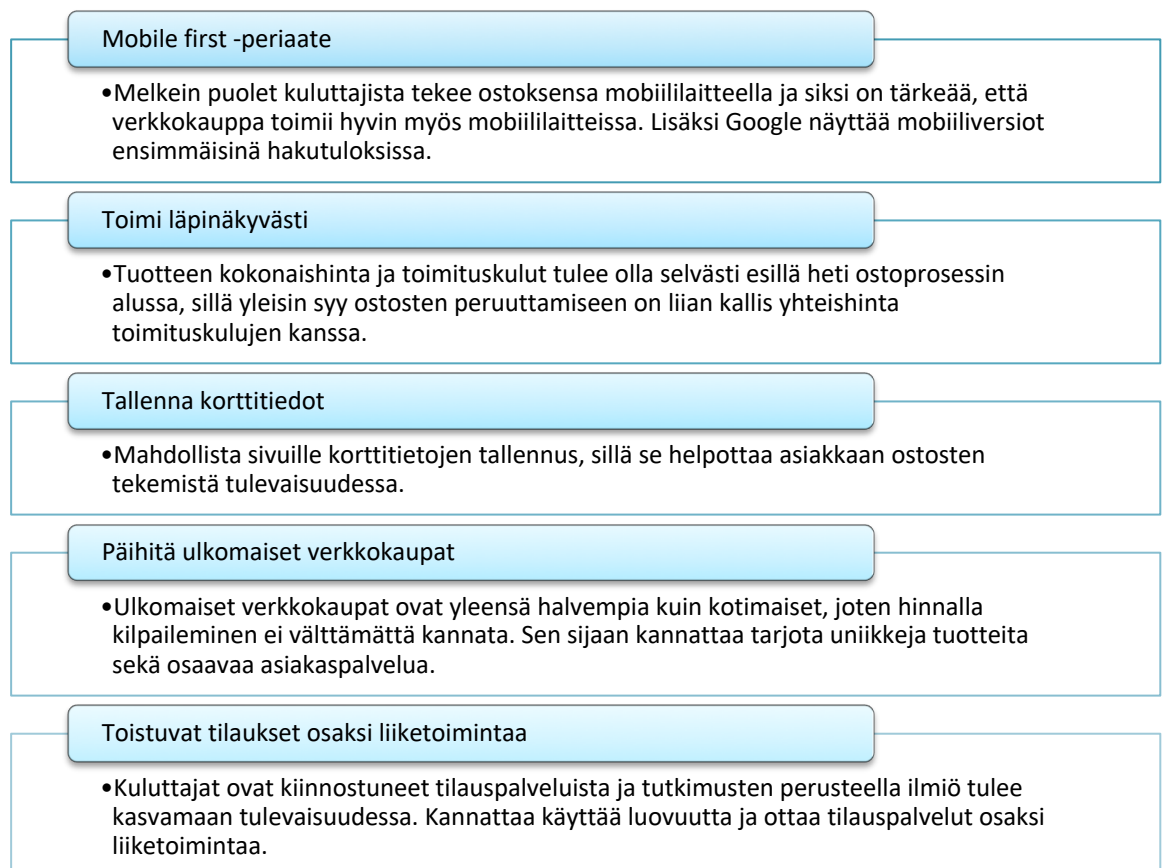 Mobile first -periaate
•Melkein puolet kuluttajista tekee ostoksensa mobiililaitteella ja siksi on tärkeää, että
verkkokauppa toimii hyvin myös mobiililaitteissa. Lisäksi Google näyttää mobiiliversiot
ensimmäisinä hakutuloksissa.
Toimi läpinäkyvästi
•Tuotteen kokonaishinta ja toimituskulut tulee olla selvästi esillä heti ostoprosessin
alussa, sillä yleisin syy ostosten peruuttamiseen on liian kallis yhteishinta
toimituskulujen kanssa.
Tallenna korttitiedot
•Mahdollista sivuille korttitietojen tallennus, sillä se helpottaa asiakkaan ostosten
tekemistä tulevaisuudessa.
Päihitä ulkomaiset verkkokaupat
•Ulkomaiset verkkokaupat ovat yleensä halvempia kuin kotimaiset, joten hinnalla
kilpaileminen ei välttämättä kannata. Sen sijaan kannattaa tarjota uniikkeja tuotteita
sekä osaavaa asiakaspalvelua.
Toistuvat tilaukset osaksi liiketoimintaa
•Kuluttajat ovat kiinnostuneet tilauspalveluista ja tutkimusten perusteella ilmiö tulee
kasvamaan tulevaisuudessa. Kannattaa käyttää luovuutta ja ottaa tilauspalvelut osaksi
liiketoimintaa.